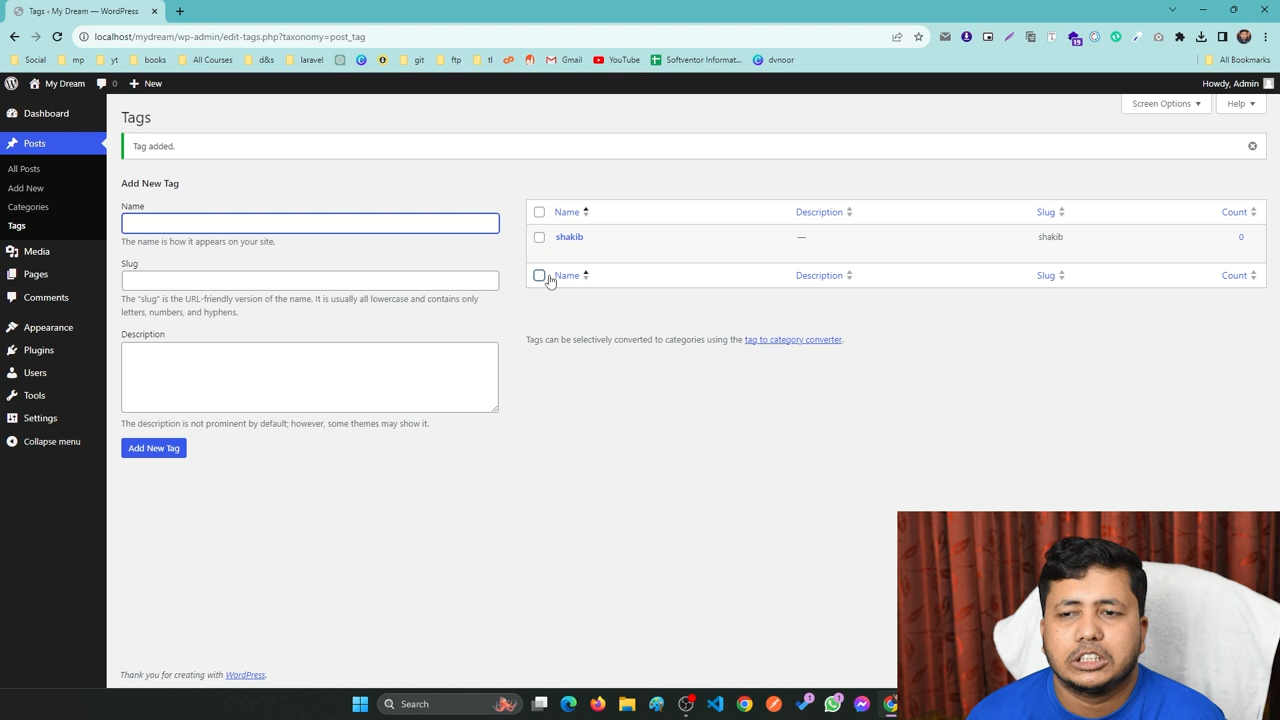 Tags ‹ My Dream — WordPress
localhost/mydream/wp-admin/edit-tags.php?taxonomy=post_tag
Social mp yt books All Courses d&s laravel git ftp tl Gmail YouTube Softventor Informat... dvnoor All Bookmarks
19
My Dream 0 New Howdy, Admin
Screen Options Help
Dashboard
Posts
All Posts
Add New
Categories
Tags
Media
Pages
Comments
Appearance
Plugins
Users
Tools
Settings
Collapse menu
Tags
Tag added.
Add New Tag
Name
The name is how it appears on your site.
Slug
The “slug” is the URL-friendly version of the name. It is usually all lowercase and contains only
letters, numbers, and hyphens.
Description
The description is not prominent by default; however, some themes may show it.
Add New Tag
Name Description Slug Count
shakib — shakib 0
Name Description Slug Count
Tags can be selectively converted to categories using the tag to category converter.
Thank you for creating with WordPress.
Search
1 1